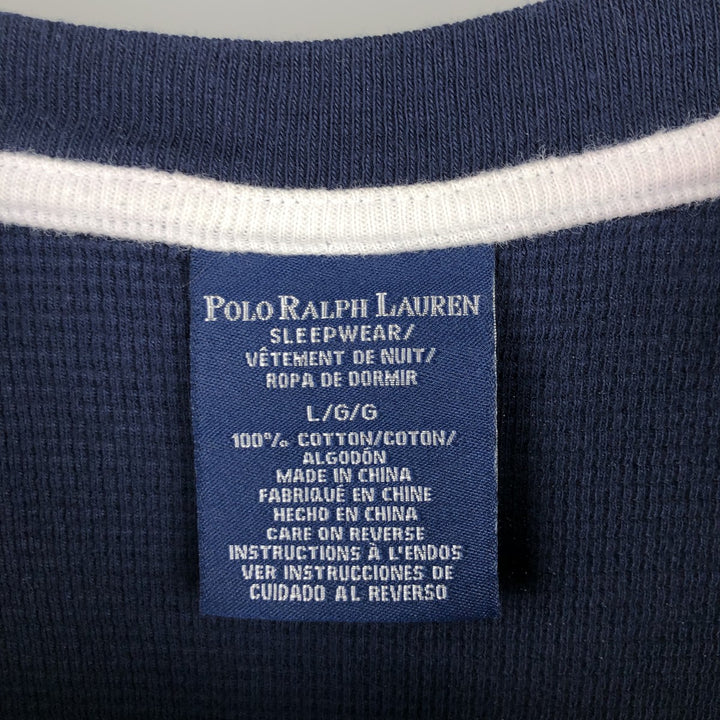 POLO RALPH LAUREN
SLEEPWEAR/
VÊTEMENT DE NUIT/
ROPA DE DORMIR
L/G/G
100% COTTON/COTON/
ALGODÓN
MADE IN CHINA
FABRIQUÉ EN CHINE
HECHO EN CHINA
CARE ON REVERSE
INSTRUCTIONS À L'ENDOS
VER INSTRUCCIONES DE
CUIDADO AL REVERSO